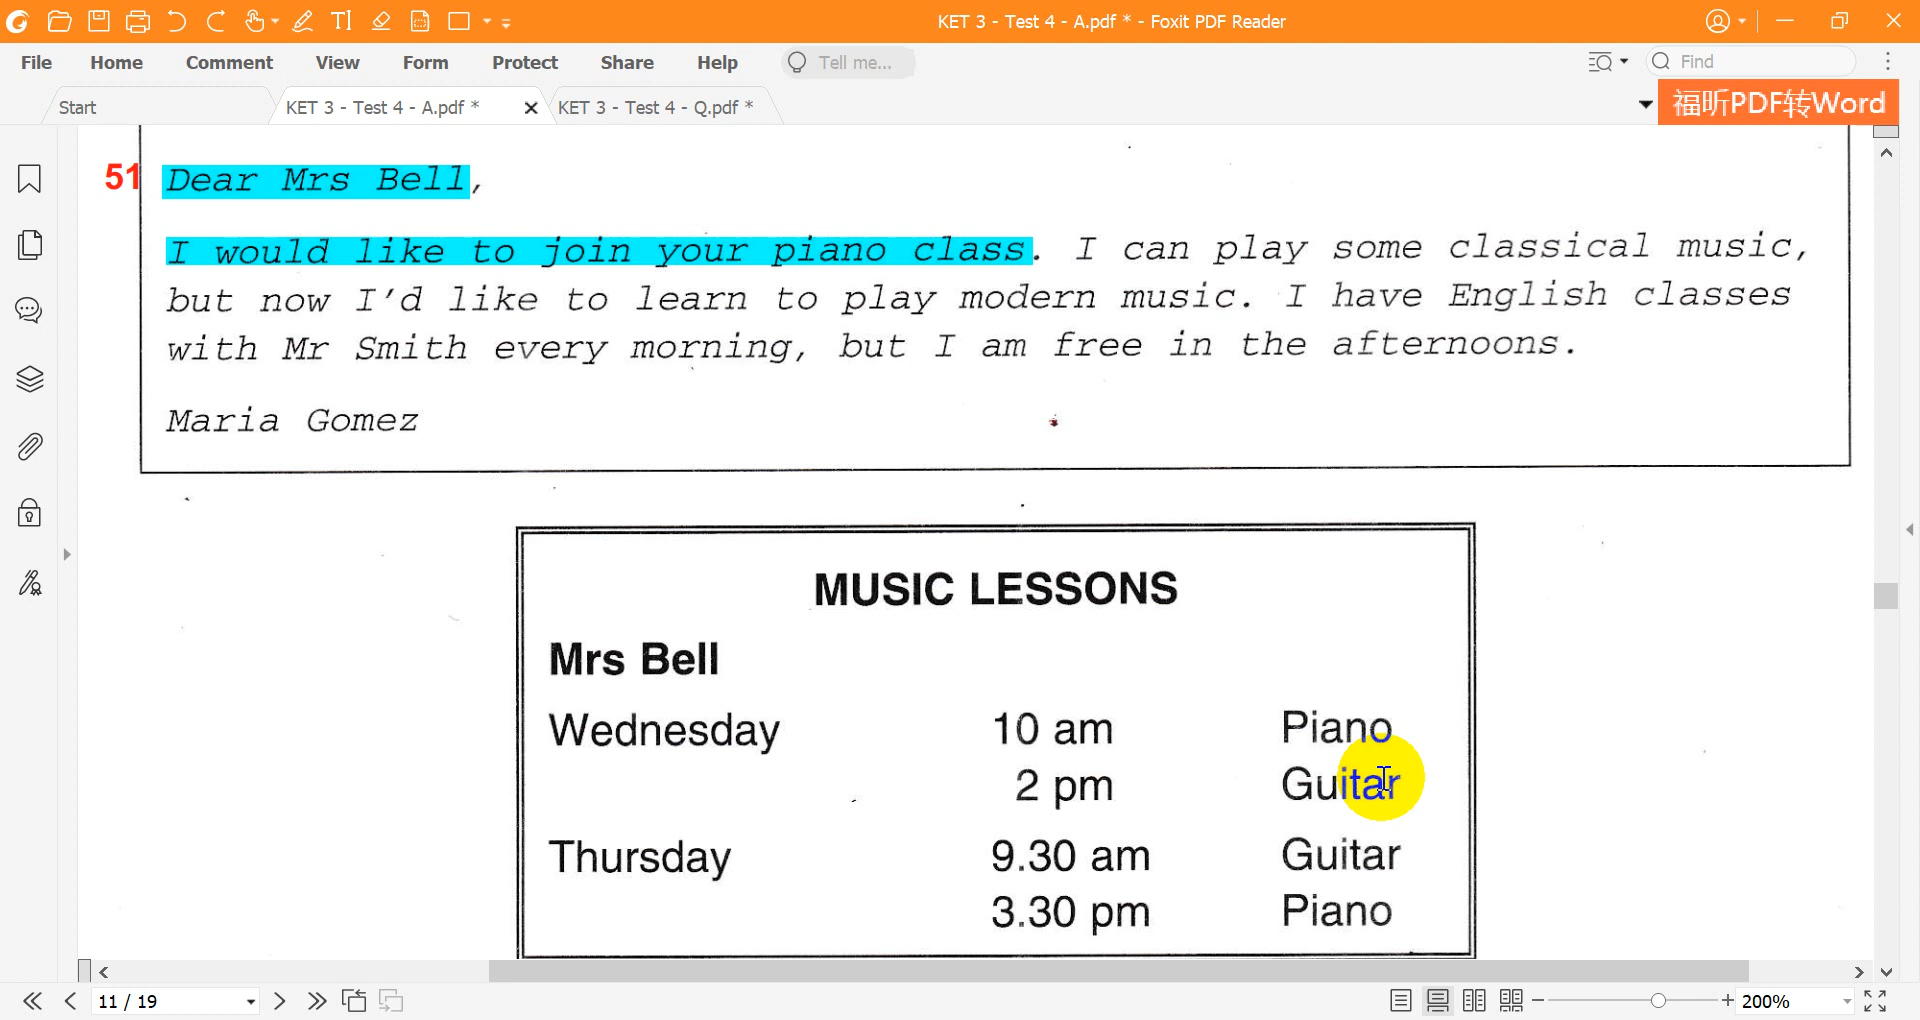 KET 3 - Test 4 - A.pdf * - Foxit PDF Reader
File Home Comment View Form Protect Share Help Tell me... Find
Start KET 3 - Test 4 - A.pdf * KET 3 - Test 4 - Q.pdf * 福昕PDF转Word
51 Dear Mrs Bell,
I would like to join your piano class. I can play some classical music,
but now I'd like to learn to play modern music. I have English classes
with Mr Smith every morning, but I am free in the afternoons.
Maria Gomez
MUSIC LESSONS
Mrs Bell
Wednesday 10 am Piano
2 pm Guitar
Thursday 9.30 am Guitar
3.30 pm Piano
11 / 19 200%